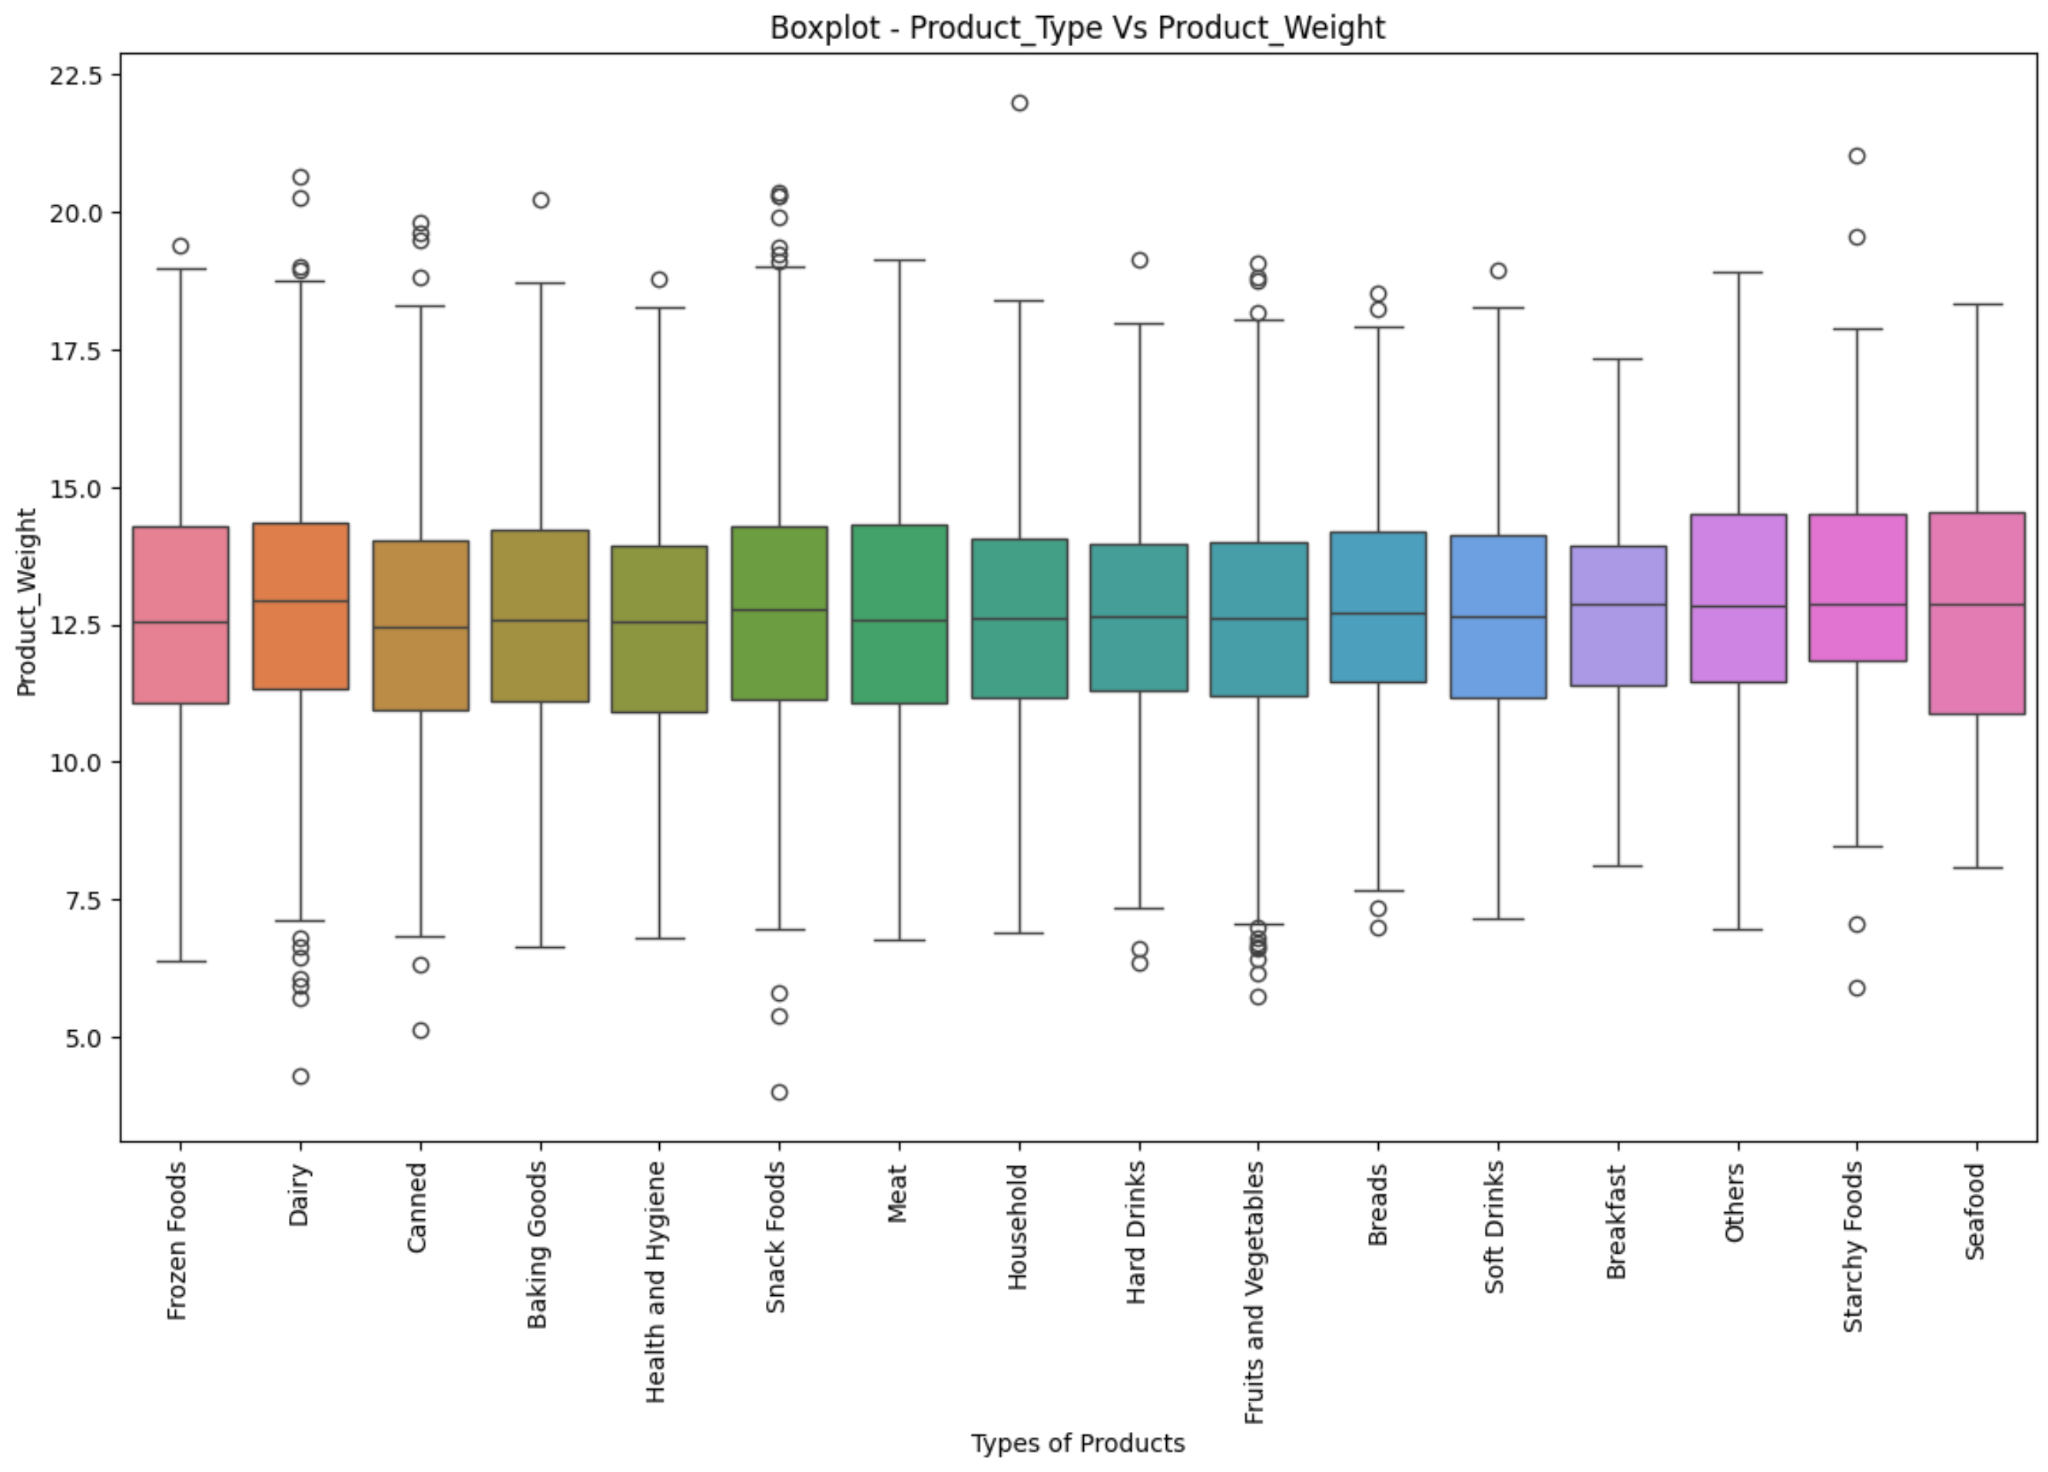 Boxplot - Product_Type Vs Product_Weight
Product_Weight
22.5
20.0
17.5
15.0
12.5
10.0
7.5
5.0
Frozen Foods
Dairy
Canned
Baking Goods
Health and Hygiene
Snack Foods
Meat
Household
Hard Drinks
Fruits and Vegetables
Breads
Soft Drinks
Breakfast
Others
Starchy Foods
Seafood
Types of Products